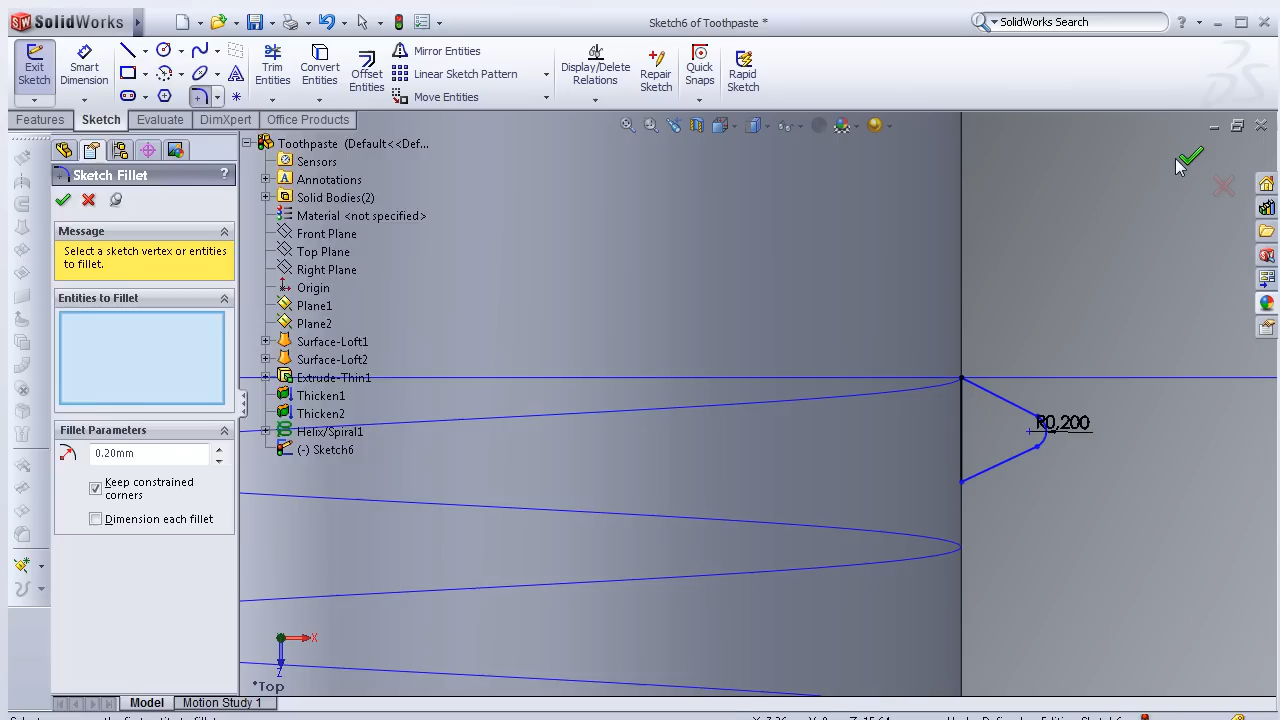 SolidWorks
Sketch6 of Toothpaste *
SolidWorks Search
Exit Sketch
Smart Dimension
Trim Entities
Convert Entities
Offset Entities
Mirror Entities
Linear Sketch Pattern
Move Entities
Display/Delete Relations
Repair Sketch
Quick Snaps
Rapid Sketch
Features
Sketch
Evaluate
DimXpert
Office Products
Sketch Fillet
?
Message
Select a sketch vertex or entities
to fillet.
Entities to Fillet
Fillet Parameters
0.20mm
Keep constrained
corners
Dimension each fillet
Toothpaste (Default<<Def...
Sensors
Annotations
Solid Bodies(2)
Material <not specified>
Front Plane
Top Plane
Right Plane
Origin
Plane1
Plane2
Surface-Loft1
Surface-Loft2
Extrude-Thin1
Thicken1
Thicken2
Helix/Spiral1
(-) Sketch6
R0,200
X
Z
*Top
Model
Motion Study 1